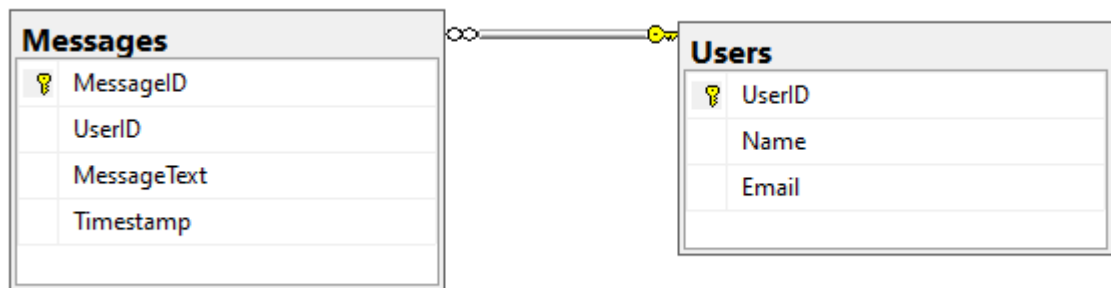 Messages
MessageID
UserID
MessageText
Timestamp
Users
UserID
Name
Email